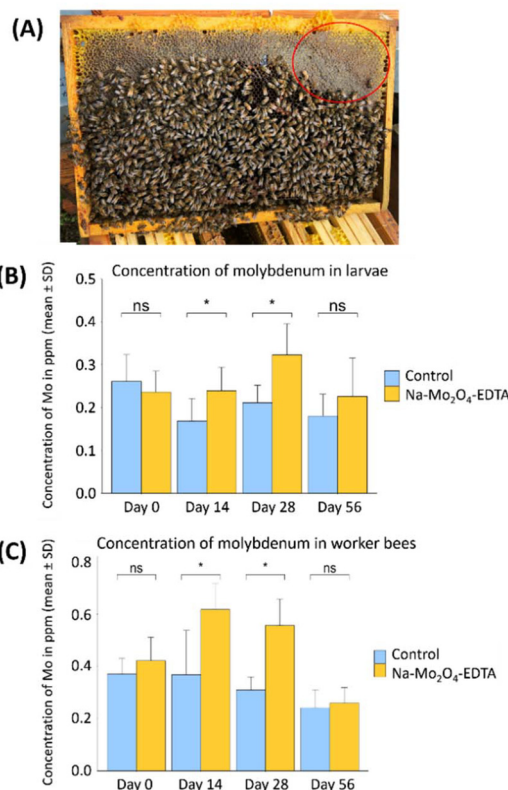 (A)
(B)
Concentration of molybdenum in larvae
Concentration of Mo in ppm (mean ± SD)
0.5
0.4
0.3
0.2
0.1
0.0
ns
*
*
ns
Control
Na-Mo₂O₄-EDTA
Day 0 Day 14 Day 28 Day 56
(C)
Concentration of molybdenum in worker bees
Concentration of Mo in ppm (mean ± SD)
0.8
0.6
0.4
0.2
0.0
ns
*
*
ns
Control
Na-Mo₂O₄-EDTA
Day 0 Day 14 Day 28 Day 56